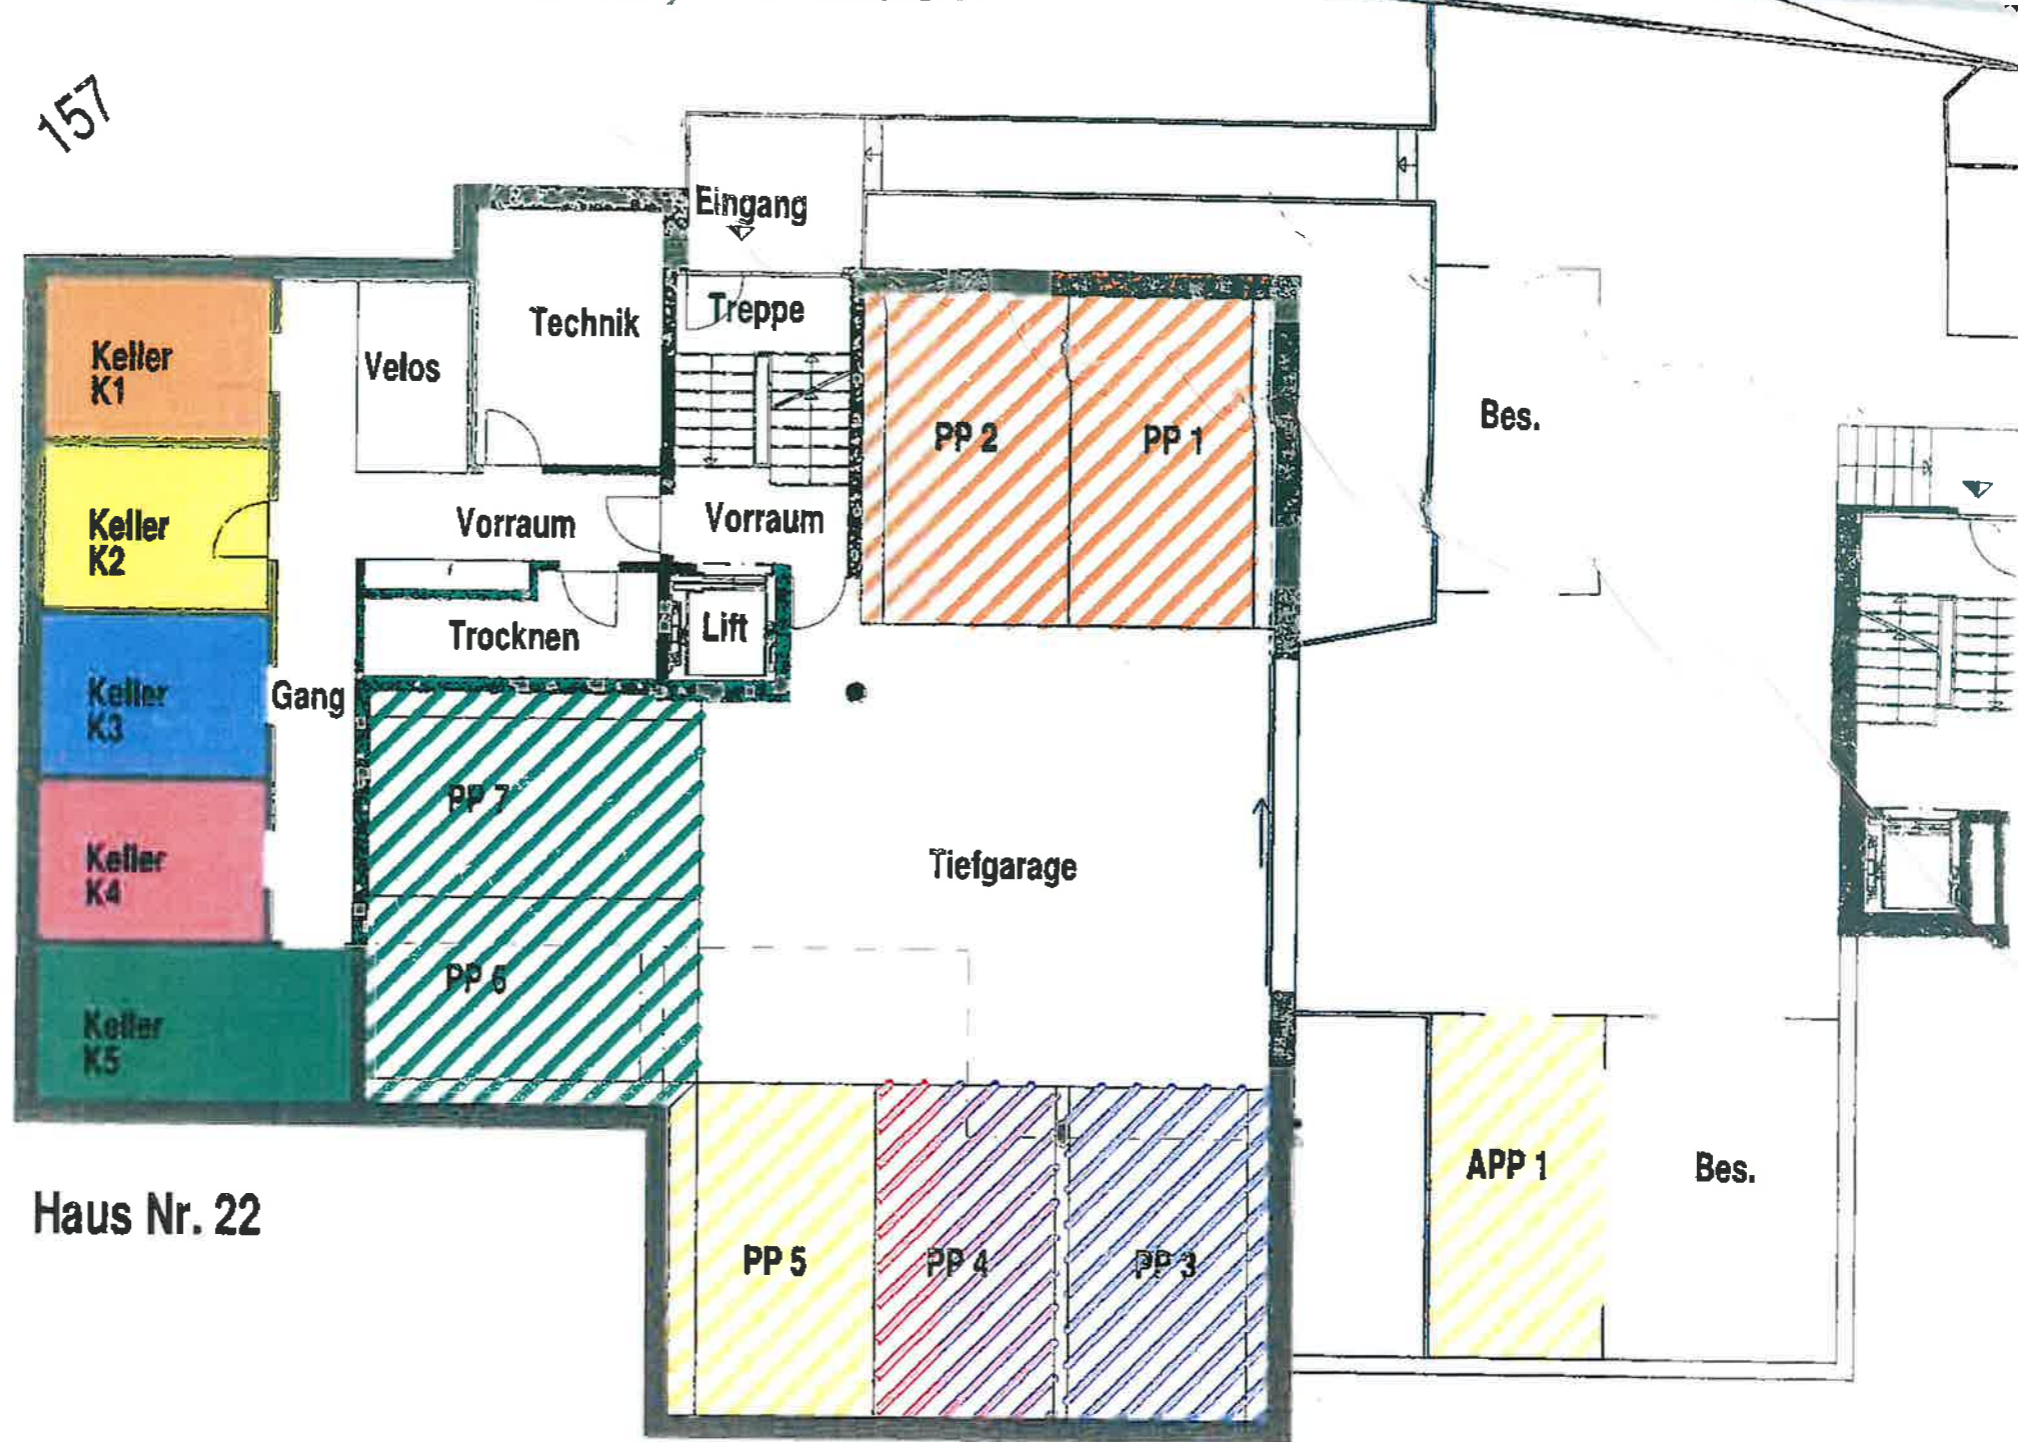 157
Eingang
Treppe
Technik
Velos
Keller
K1
PP 2
PP 1
Bes.
Keller
K2
Vorraum
Vorraum
Trocknen
Lift
Keller
K3
Gang
PP 7
Keller
K4
Tiefgarage
PP 6
Keller
K5
APP 1
Bes.
Haus Nr. 22
PP 5
PP 4
PP 3